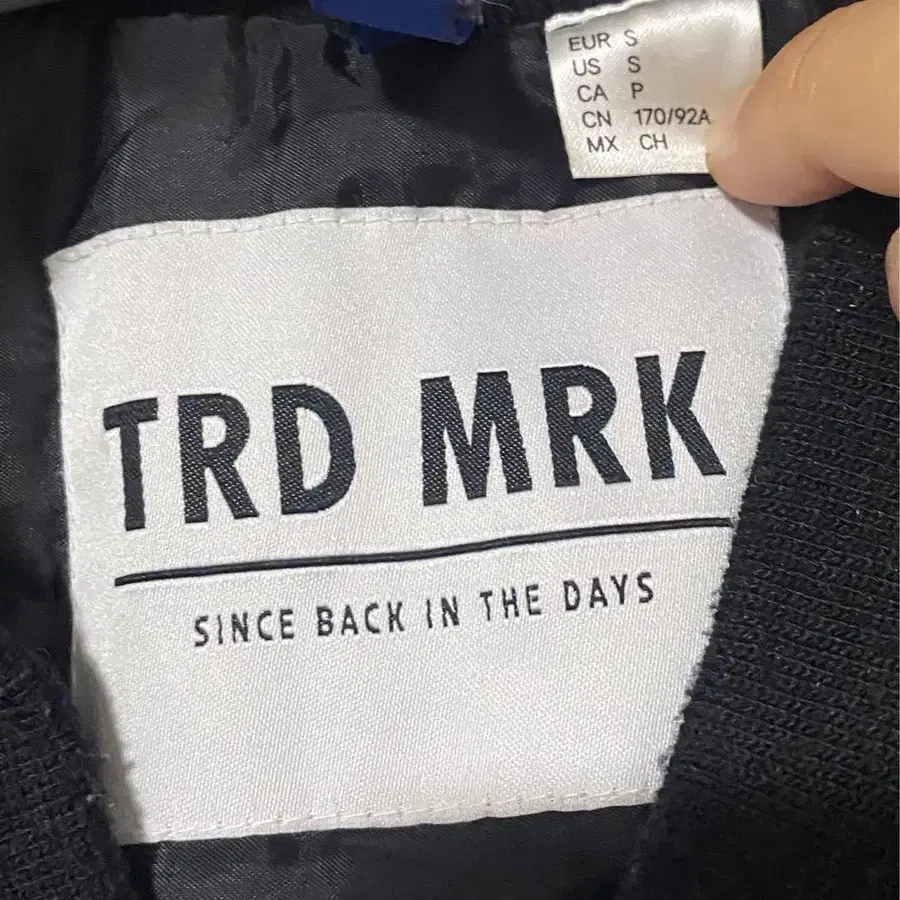 EUR S
US S
CA P
CN 170/92A
MX CH
TRD MRK
SINCE BACK IN THE DAYS